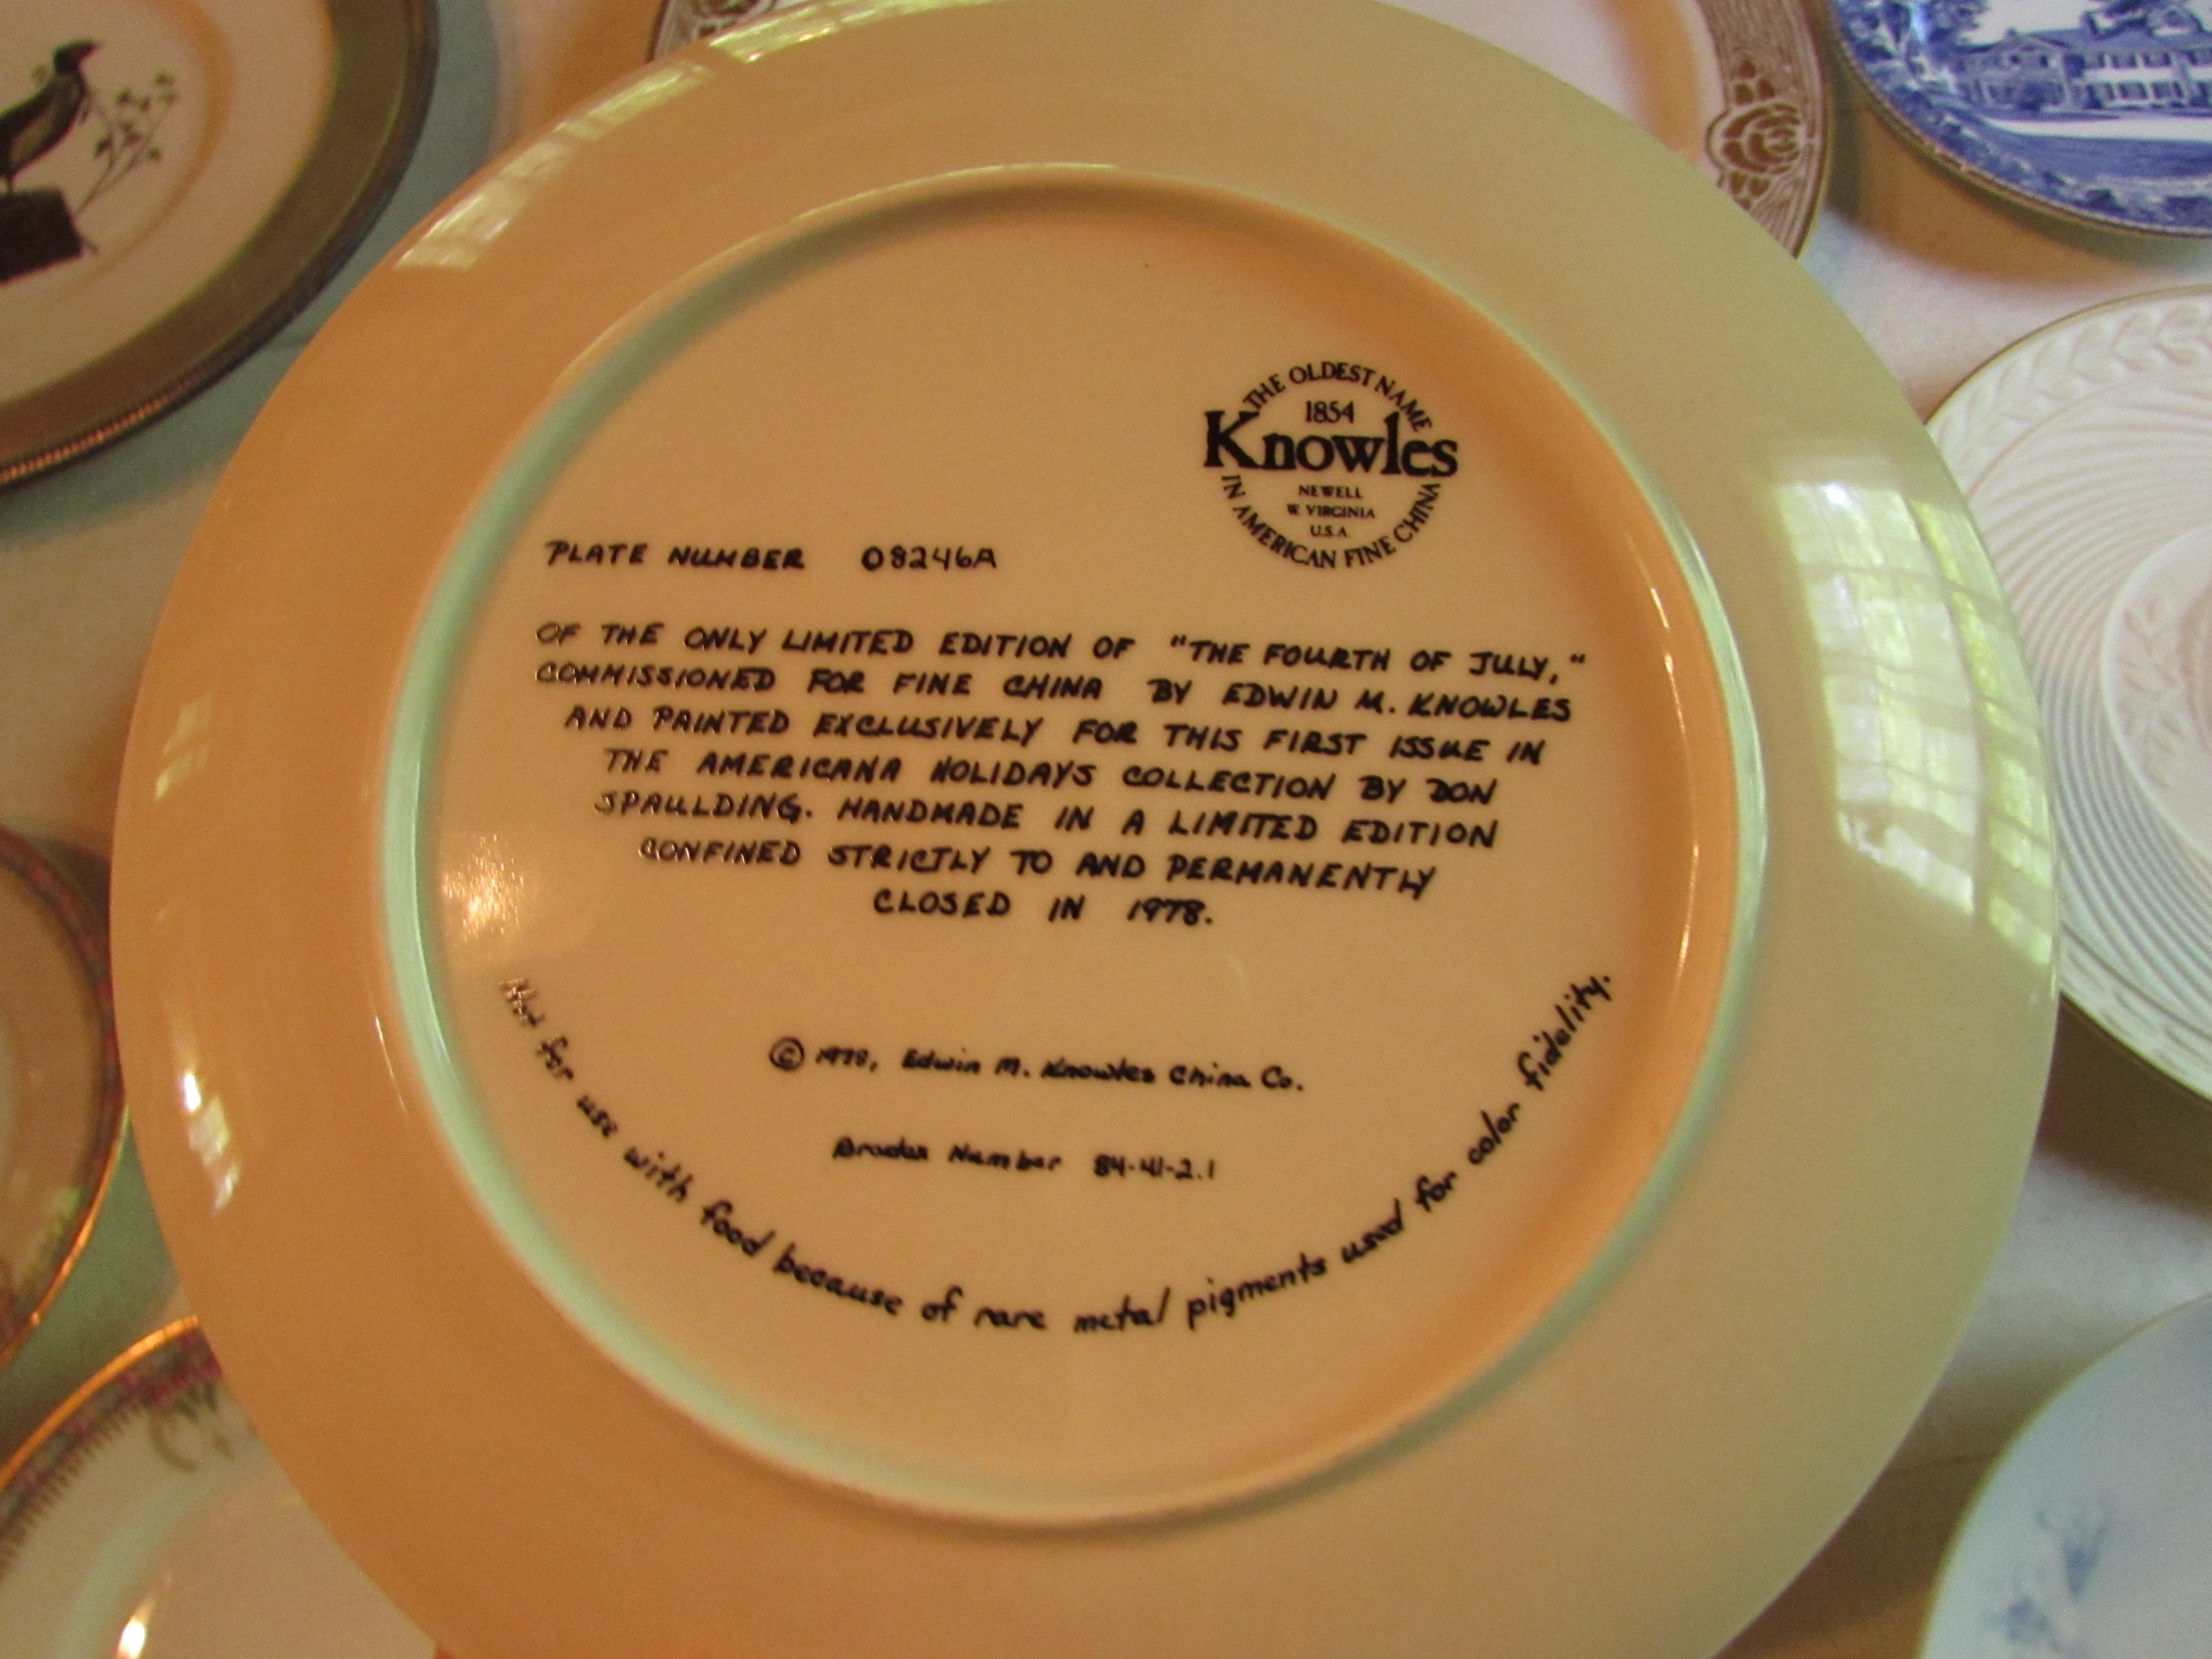 THE OLDEST NAME
1854
Knowles
NEWELL
W. VIRGINIA
U.S.A.
IN AMERICAN FINE CHINA
PLATE NUMBER 08246A
OF THE ONLY LIMITED EDITION OF "THE FOURTH OF JULY,"
COMMISSIONED FOR FINE CHINA BY EDWIN M. KNOWLES
AND PAINTED EXCLUSIVELY FOR THIS FIRST ISSUE IN
THE AMERICANA HOLIDAYS COLLECTION BY DON
SPAULDING. HANDMADE IN A LIMITED EDITION
CONFINED STRICTLY TO AND PERMANENTLY
CLOSED IN 1978.
© 1978, Edwin M. Knowles China Co.
Bradex Number 84-41-2.1
Not for use with food because of rare metal pigments used for color fidelity.